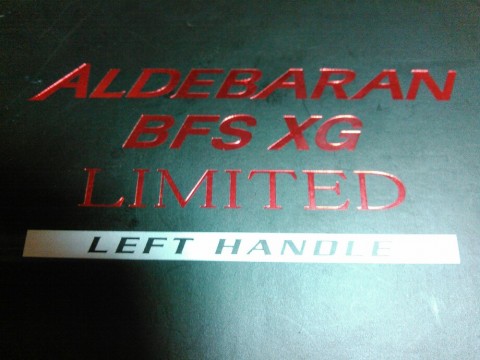 ALDEBARAN
BFS XG
LIMITED
LEFT HANDLE